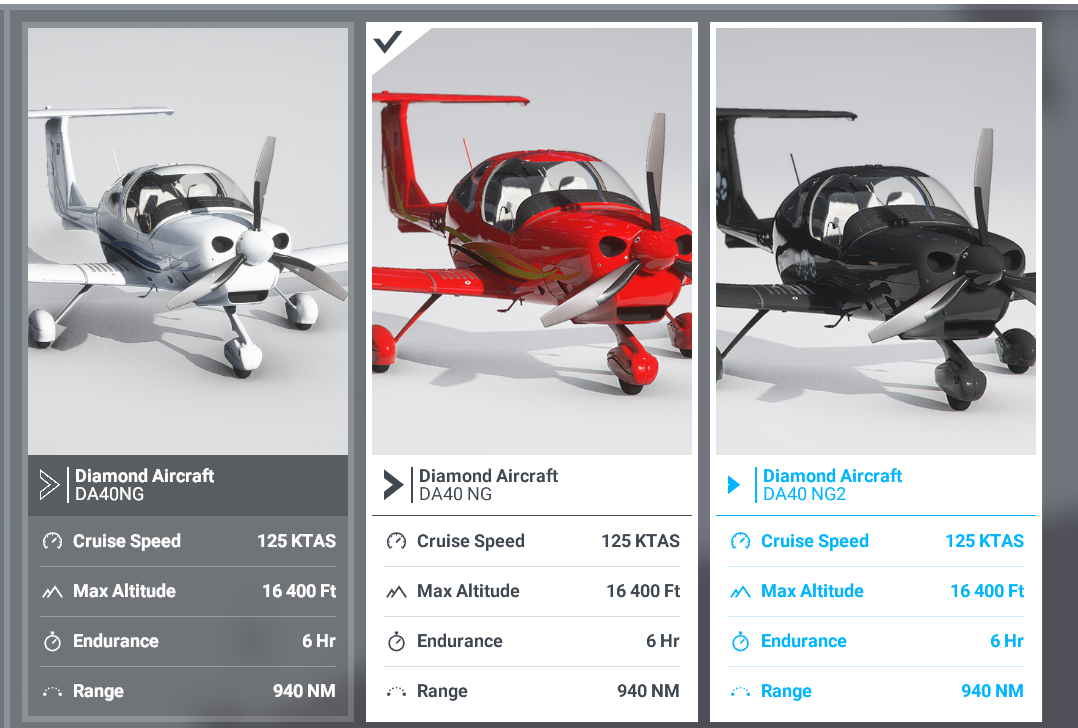 Diamond Aircraft
DA40NG
Cruise Speed 125 KTAS
Max Altitude 16 400 Ft
Endurance 6 Hr
Range 940 NM
Diamond Aircraft
DA40 NG
Cruise Speed 125 KTAS
Max Altitude 16 400 Ft
Endurance 6 Hr
Range 940 NM
Diamond Aircraft
DA40 NG2
Cruise Speed 125 KTAS
Max Altitude 16 400 Ft
Endurance 6 Hr
Range 940 NM